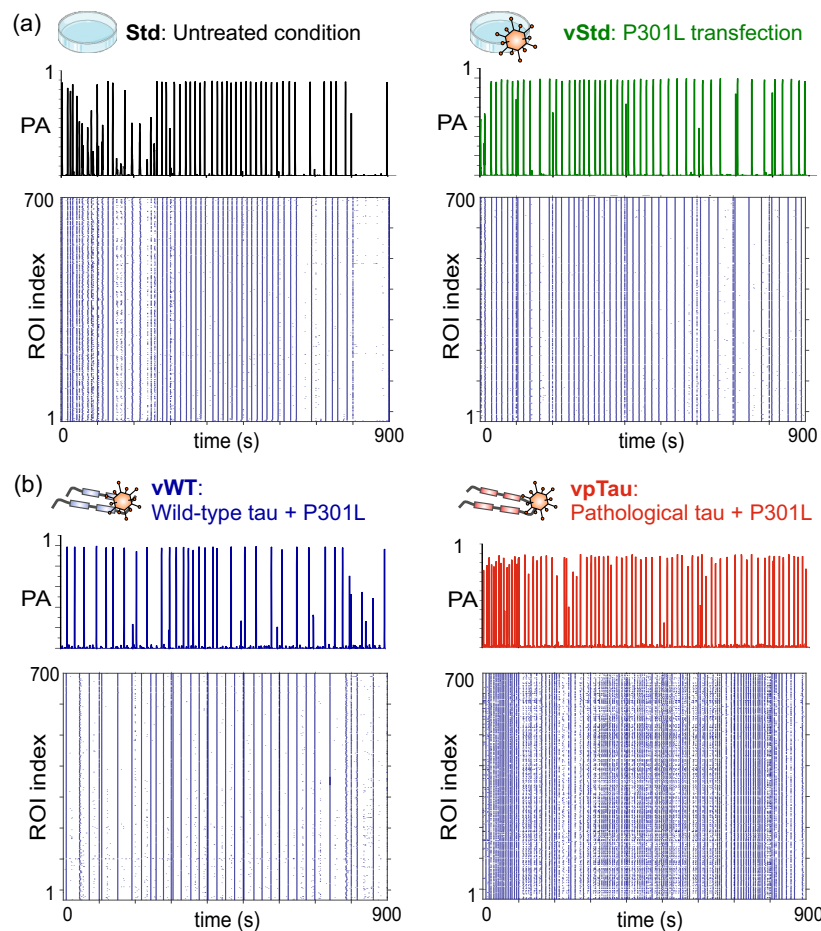 (a)
Std: Untreated condition
1
PA
700
ROI index
1
0
900
time (s)
vStd: P301L transfection
1
PA
700
ROI index
1
0
900
time (s)
(b)
vWT:
Wild-type tau + P301L
1
PA
700
ROI index
1
0
900
time (s)
vpTau:
Pathological tau + P301L
1
PA
700
ROI index
1
0
900
time (s)